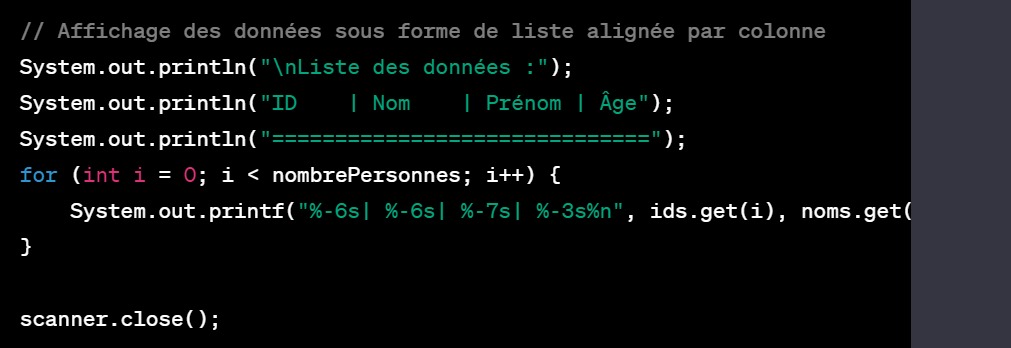 // Affichage des données sous forme de liste alignée par colonne
System.out.println("\nListe des données :");
System.out.println("ID    | Nom    | Prénom | Âge");
System.out.println("==============================");
for (int i = 0; i < nombrePersonnes; i++) {
    System.out.printf("%-6s| %-6s| %-7s| %-3s%n", ids.get(i), noms.get(
}

scanner.close();